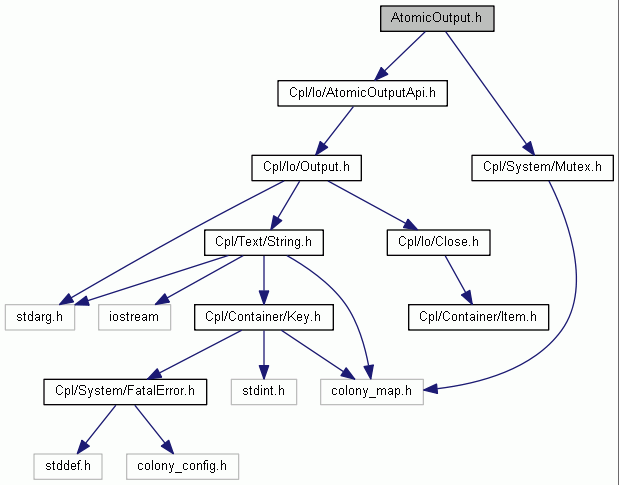 AtomicOutput.h
Cpl/Io/AtomicOutputApi.h
Cpl/Io/Output.h
Cpl/System/Mutex.h
Cpl/Text/String.h
Cpl/Io/Close.h
stdarg.h
iostream
Cpl/Container/Key.h
Cpl/Container/Item.h
Cpl/System/FatalError.h
stdint.h
colony_map.h
stddef.h
colony_config.h